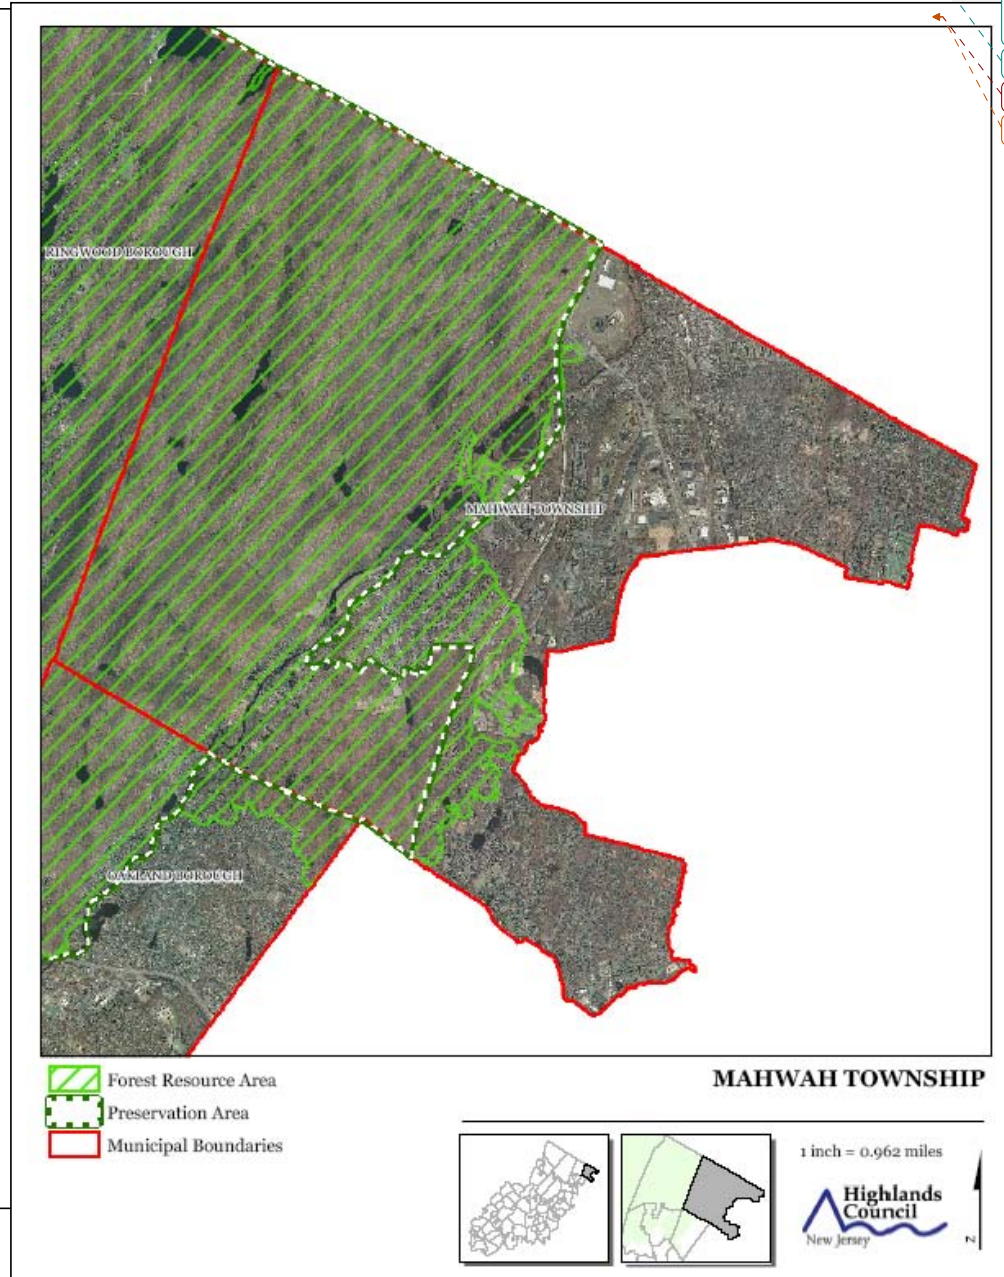 RINGWOOD BOROUGH
MAHWAH TOWNSHIP
OAKLAND BOROUGH
Forest Resource Area
Preservation Area
Municipal Boundaries
MAHWAH TOWNSHIP
1 inch = 0.962 miles
Highlands
Council
New Jersey
N